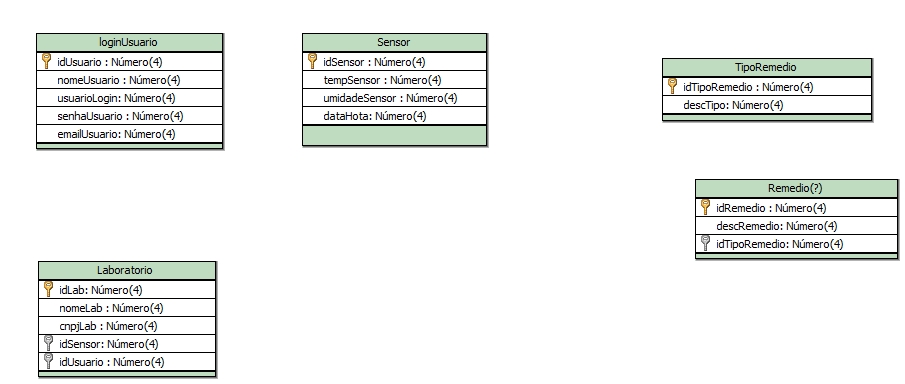 loginUsuario
idUsuario : Número(4)
nomeUsuario : Número(4)
usuarioLogin: Número(4)
senhaUsuario : Número(4)
emailUsuario: Número(4)
Sensor
idSensor : Número(4)
tempSensor : Número(4)
umidadeSensor : Número(4)
dataHota: Número(4)
TipoRemedio
idTipoRemedio : Número(4)
descTipo: Número(4)
Remedio(?)
idRemedio : Número(4)
descRemedio: Número(4)
idTipoRemedio: Número(4)
Laboratorio
idLab: Número(4)
nomeLab : Número(4)
cnpjLab : Número(4)
idSensor: Número(4)
idUsuario : Número(4)